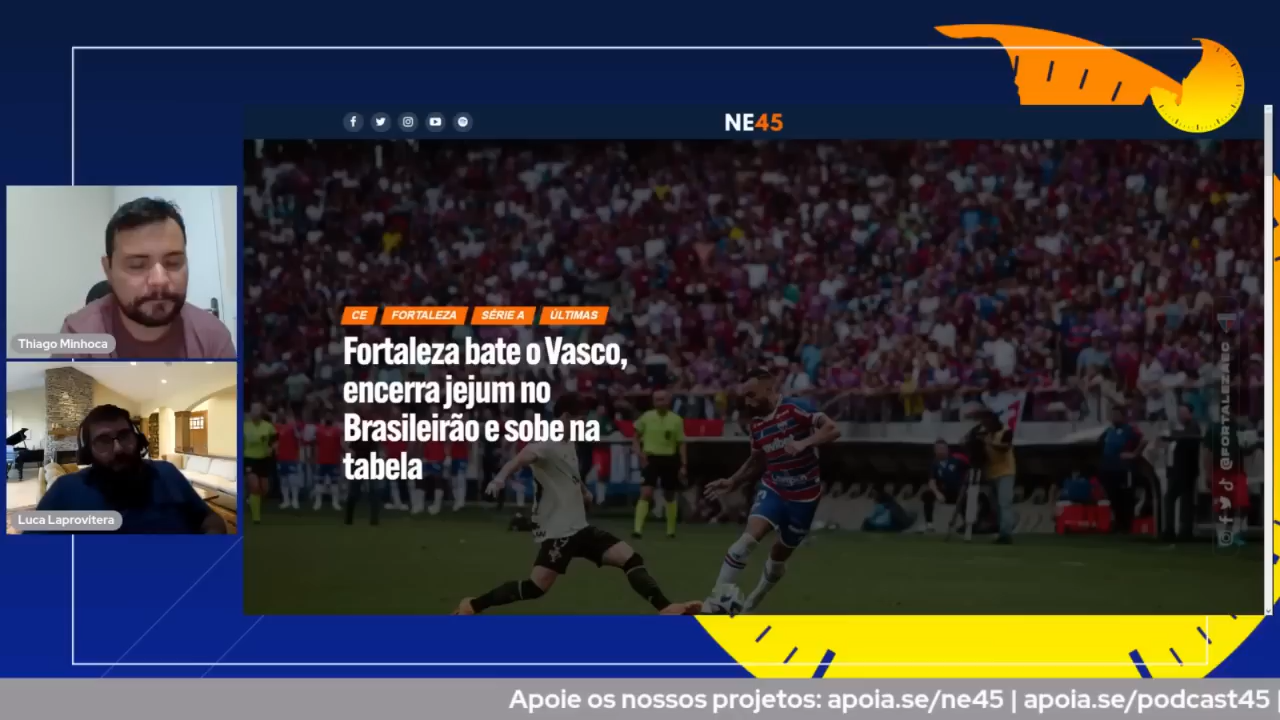 NE45
Thiago Minhoca
Luca Laprovitera
CE FORTALEZA SÉRIE A ÚLTIMAS
Fortaleza bate o Vasco,
encerra jejum no
Brasileirão e sobe na
tabela
@FORTALEZAEC
Apoie os nossos projetos: apoia.se/ne45 | apoia.se/podcast45 |